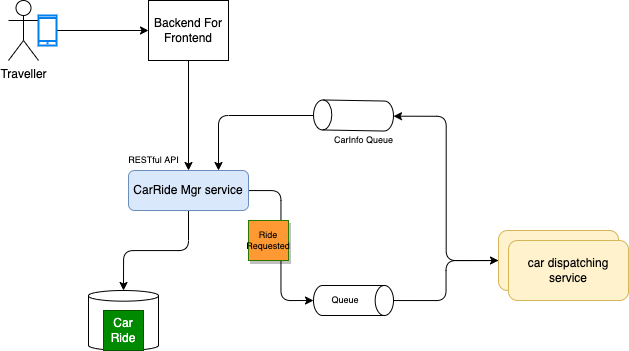 Backend For
Frontend
Traveller
CarInfo Queue
RESTful API
CarRide Mgr service
Ride
Requested
car dispatching
service
Queue
Car
Ride